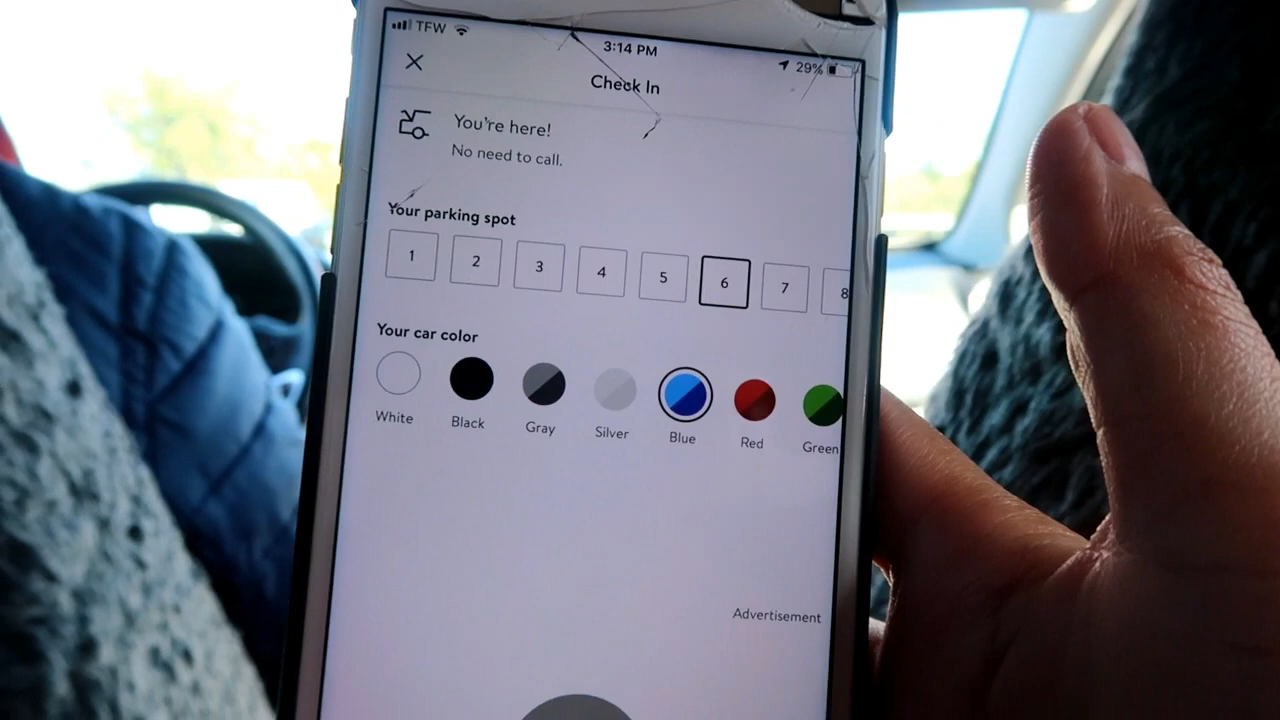 TFW
3:14 PM
29%
Check In
You're here!
No need to call.
Your parking spot
1 2 3 4 5 6 7 8
Your car color
White Black Gray Silver Blue Red Green
Advertisement